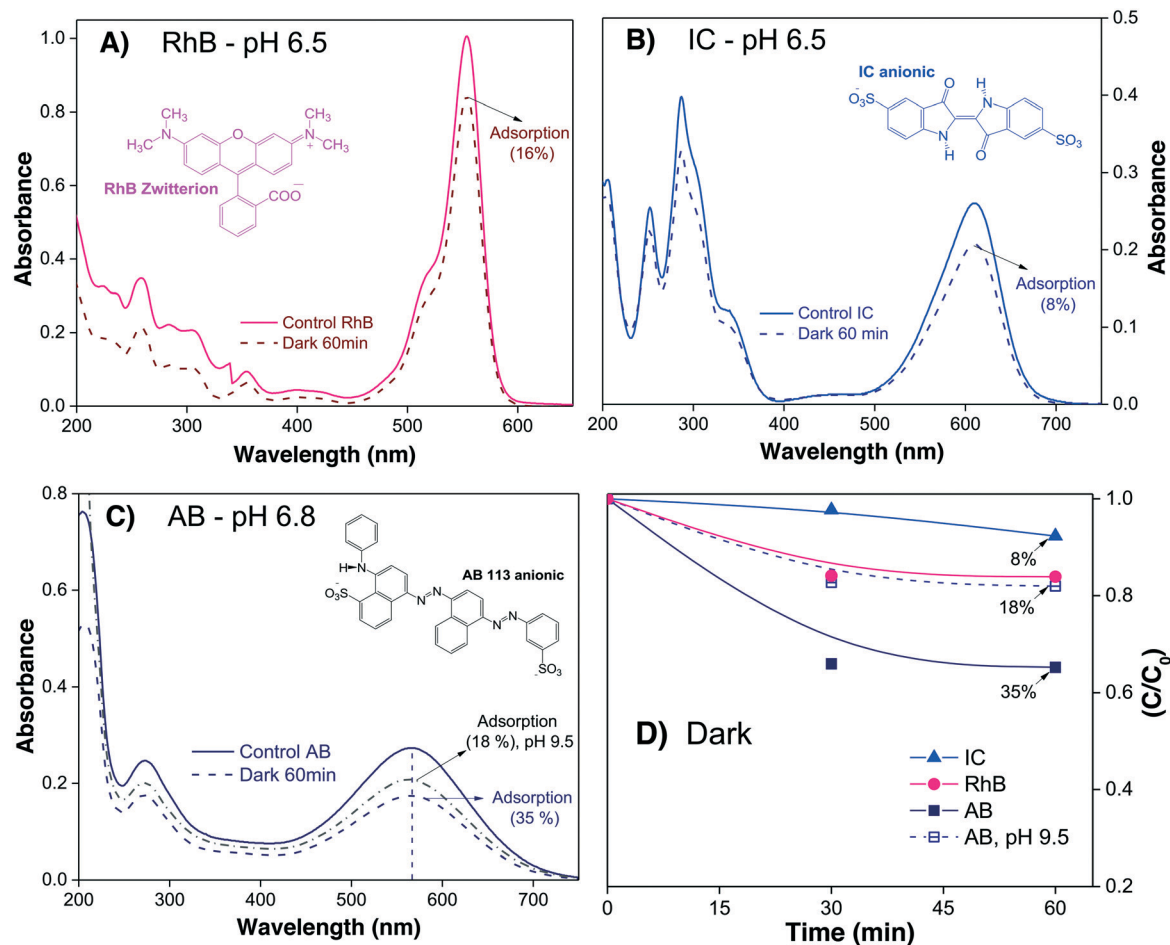 A) RhB - pH 6.5
1.0
0.8
0.6
0.4
0.2
0.0
Absorbance
CH₃
H₃C
N
O
N
+
CH₃
CH₃
RhB Zwitterion
COO⁻
Adsorption
(16%)
Control RhB
Dark 60min
200 300 400 500 600
Wavelength (nm)
B) IC - pH 6.5
0.5
0.4
0.3
0.2
0.1
0.0
Absorbance
IC anionic
⁻O₃S
O
H
N
N
H
O
SO₃⁻
Adsorption
(8%)
Control IC
Dark 60 min
200 300 400 500 600 700
Wavelength (nm)
C) AB - pH 6.8
0.8
0.6
0.4
0.2
0.0
Absorbance
AB 113 anionic
H N
⁻O₃S
N=N
N=N
⁻SO₃
Adsorption
(18 %), pH 9.5
Control AB
Dark 60min
Adsorption
(35 %)
200 300 400 500 600 700
Wavelength (nm)
1.0
0.8
0.6
0.4
0.2
(C/C₀)
8%
18%
35%
D) Dark
IC
RhB
AB
AB, pH 9.5
0 15 30 45 60
Time (min)